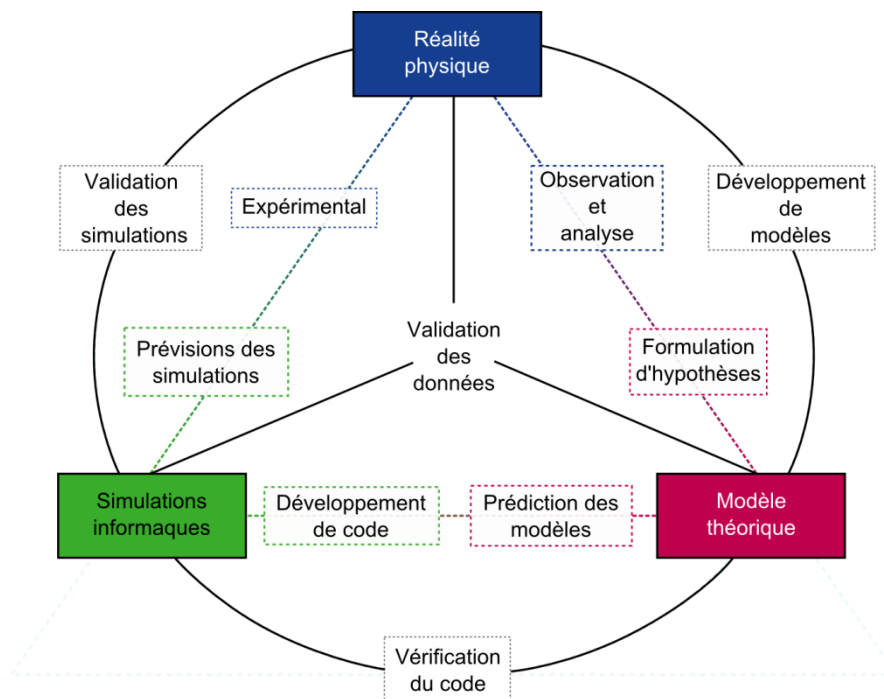 Réalité
physique
Validation
des
simulations
Expérimental
Observation
et
analyse
Développement
de
modèles
Prévisions des
simulations
Validation
des
données
Formulation
d'hypothèses
Simulations
informaques
Développement
de code
Prédiction des
modèles
Modèle
théorique
Vérification
du code